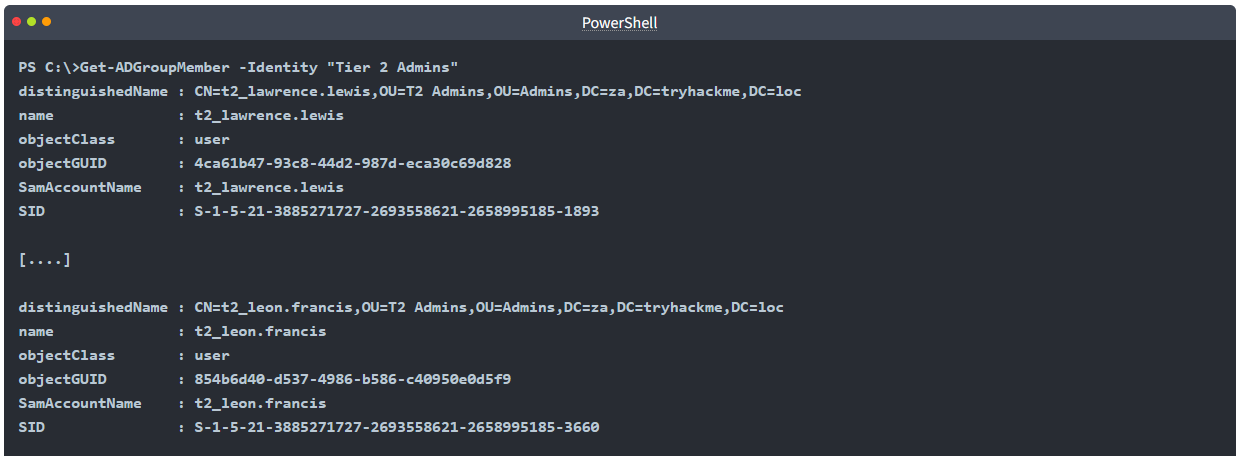 PowerShell
PS C:\>Get-ADGroupMember -Identity "Tier 2 Admins"
distinguishedName : CN=t2_lawrence.lewis,OU=T2 Admins,OU=Admins,DC=za,DC=tryhackme,DC=loc
name              : t2_lawrence.lewis
objectClass       : user
objectGUID        : 4ca61b47-93c8-44d2-987d-eca30c69d828
SamAccountName    : t2_lawrence.lewis
SID               : S-1-5-21-3885271727-2693558621-2658995185-1893
[....]
distinguishedName : CN=t2_leon.francis,OU=T2 Admins,OU=Admins,DC=za,DC=tryhackme,DC=loc
name              : t2_leon.francis
objectClass       : user
objectGUID        : 854b6d40-d537-4986-b586-c40950e0d5f9
SamAccountName    : t2_leon.francis
SID               : S-1-5-21-3885271727-2693558621-2658995185-3660